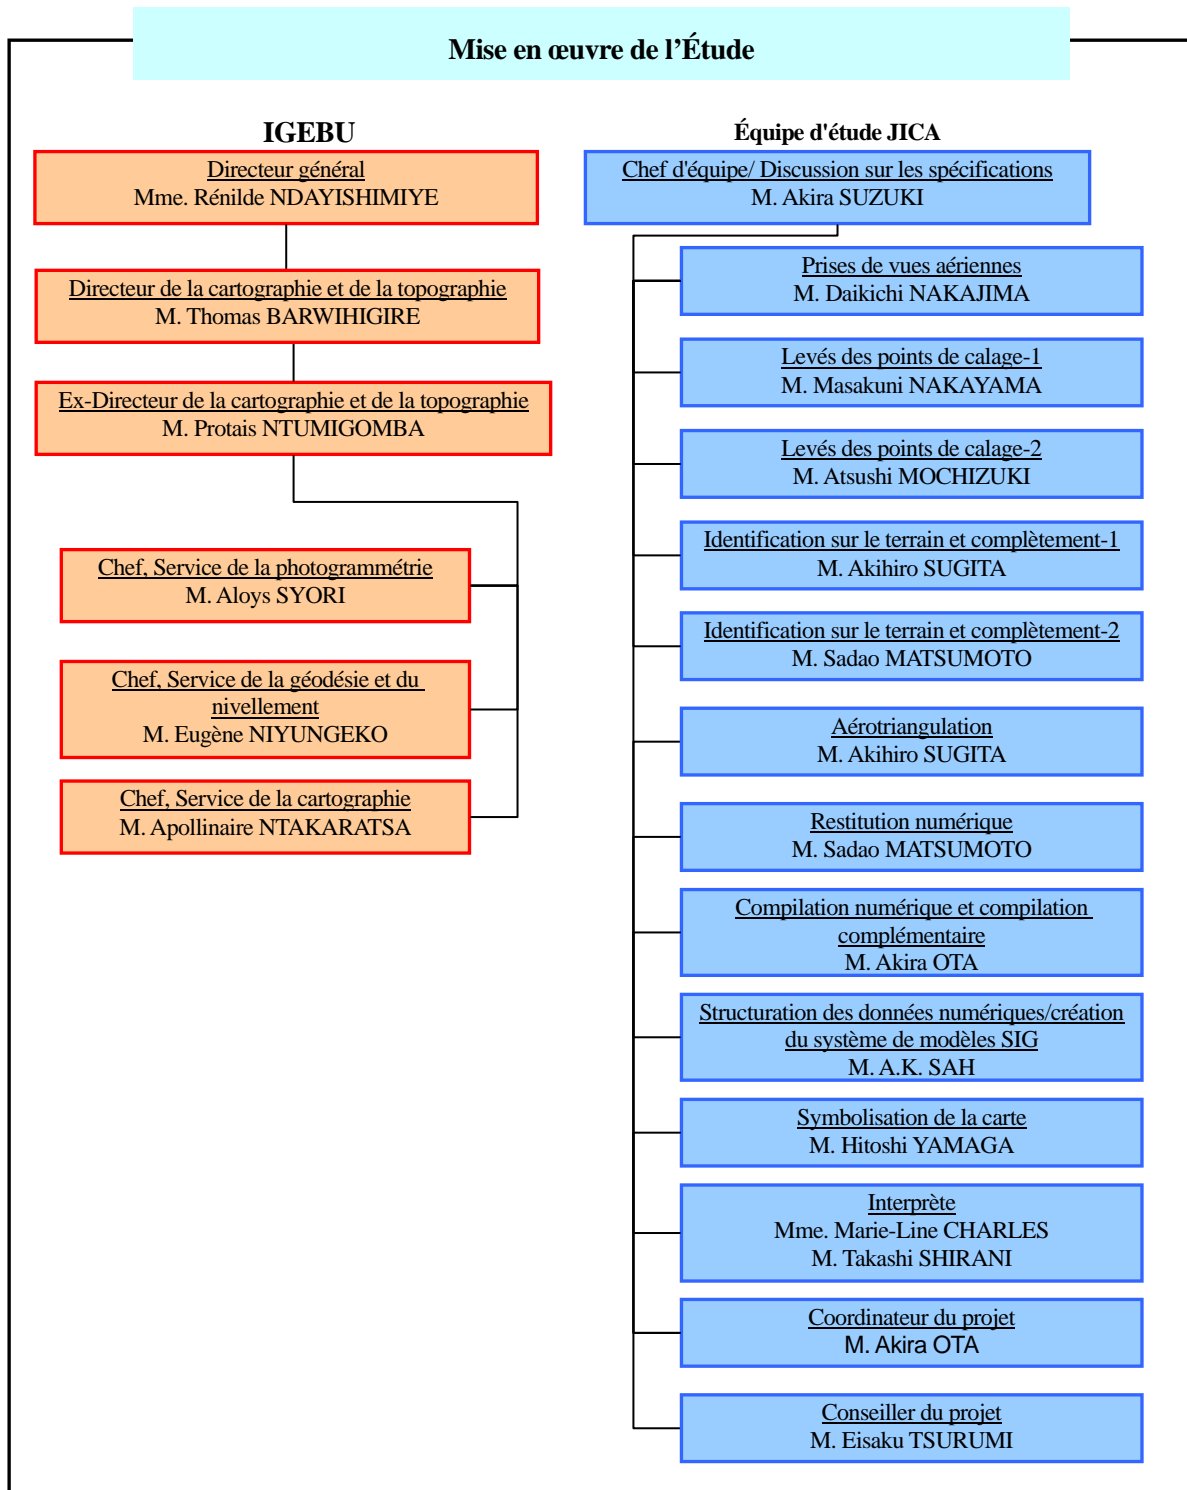 Mise en œuvre de l’Étude
IGEBU
Directeur général
Mme. Rénilde NDAYISHIMIYE
Directeur de la cartographie et de la topographie
M. Thomas BARWIHIGIRE
Ex-Directeur de la cartographie et de la topographie
M. Protais NTUMIGOMBA
Chef, Service de la photogrammétrie
M. Aloys SYORI
Chef, Service de la géodésie et du
nivellement
M. Eugène NIYUNGEKO
Chef, Service de la cartographie
M. Apollinaire NTAKARATSA
Équipe d'étude JICA
Chef d'équipe/ Discussion sur les spécifications
M. Akira SUZUKI
Prises de vues aériennes
M. Daikichi NAKAJIMA
Levés des points de calage-1
M. Masakuni NAKAYAMA
Levés des points de calage-2
M. Atsushi MOCHIZUKI
Identification sur le terrain et complètement-1
M. Akihiro SUGITA
Identification sur le terrain et complètement-2
M. Sadao MATSUMOTO
Aérotriangulation
M. Akihiro SUGITA
Restitution numérique
M. Sadao MATSUMOTO
Compilation numérique et compilation
complémentaire
M. Akira OTA
Structuration des données numériques/création
du système de modèles SIG
M. A.K. SAH
Symbolisation de la carte
M. Hitoshi YAMAGA
Interprète
Mme. Marie-Line CHARLES
M. Takashi SHIRANI
Coordinateur du projet
M. Akira OTA
Conseiller du projet
M. Eisaku TSURUMI